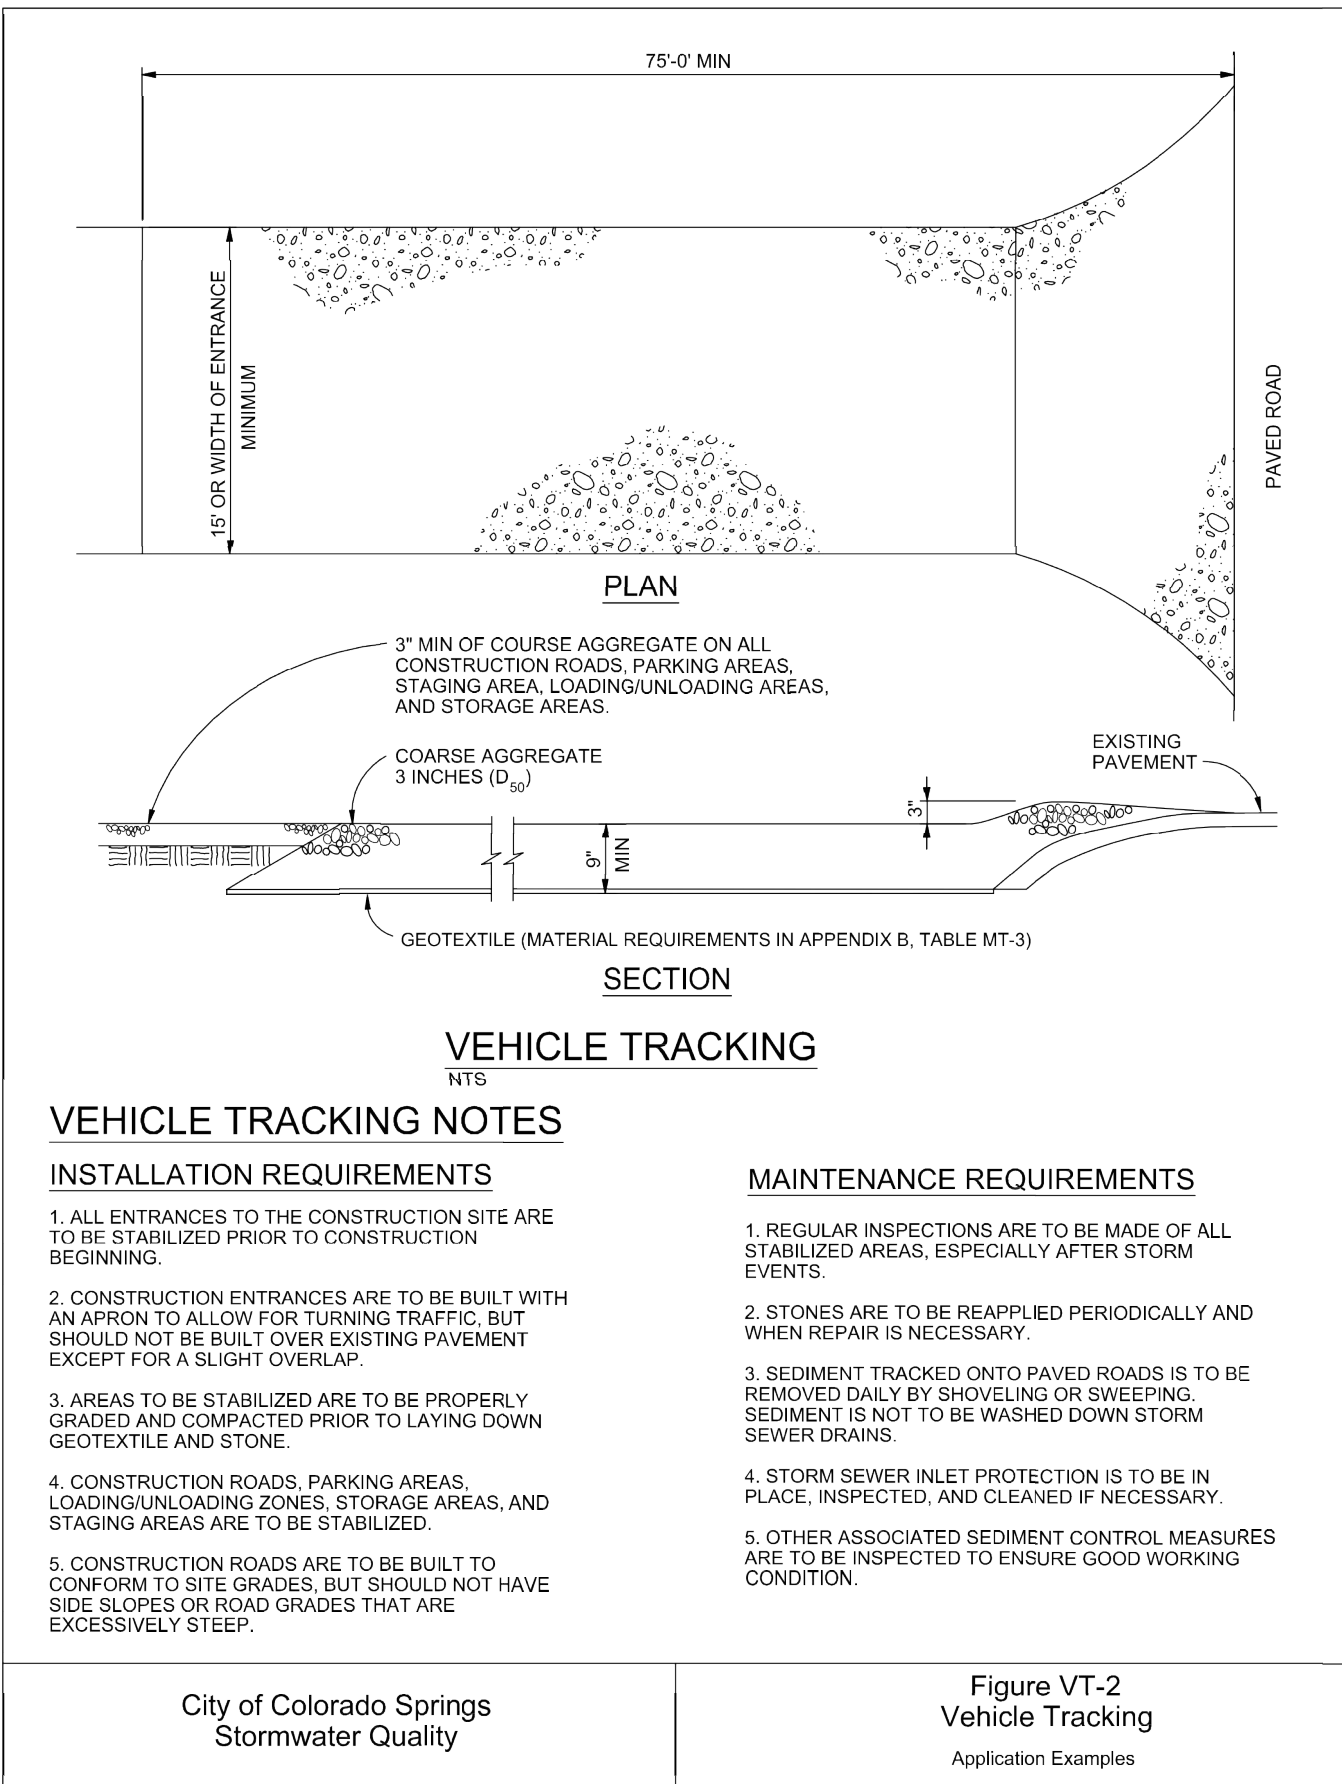 75'-0' MIN
15' OR WIDTH OF ENTRANCE
MINIMUM
PAVED ROAD
PLAN
3" MIN OF COURSE AGGREGATE ON ALL
CONSTRUCTION ROADS, PARKING AREAS,
STAGING AREA, LOADING/UNLOADING AREAS,
AND STORAGE AREAS.
COARSE AGGREGATE
3 INCHES (D50)
EXISTING
PAVEMENT
3"
9"
MIN
GEOTEXTILE (MATERIAL REQUIREMENTS IN APPENDIX B, TABLE MT-3)
SECTION
VEHICLE TRACKING
NTS
VEHICLE TRACKING NOTES
INSTALLATION REQUIREMENTS
1. ALL ENTRANCES TO THE CONSTRUCTION SITE ARE
TO BE STABILIZED PRIOR TO CONSTRUCTION
BEGINNING.
2. CONSTRUCTION ENTRANCES ARE TO BE BUILT WITH
AN APRON TO ALLOW FOR TURNING TRAFFIC, BUT
SHOULD NOT BE BUILT OVER EXISTING PAVEMENT
EXCEPT FOR A SLIGHT OVERLAP.
3. AREAS TO BE STABILIZED ARE TO BE PROPERLY
GRADED AND COMPACTED PRIOR TO LAYING DOWN
GEOTEXTILE AND STONE.
4. CONSTRUCTION ROADS, PARKING AREAS,
LOADING/UNLOADING ZONES, STORAGE AREAS, AND
STAGING AREAS ARE TO BE STABILIZED.
5. CONSTRUCTION ROADS ARE TO BE BUILT TO
CONFORM TO SITE GRADES, BUT SHOULD NOT HAVE
SIDE SLOPES OR ROAD GRADES THAT ARE
EXCESSIVELY STEEP.
MAINTENANCE REQUIREMENTS
1. REGULAR INSPECTIONS ARE TO BE MADE OF ALL
STABILIZED AREAS, ESPECIALLY AFTER STORM
EVENTS.
2. STONES ARE TO BE REAPPLIED PERIODICALLY AND
WHEN REPAIR IS NECESSARY.
3. SEDIMENT TRACKED ONTO PAVED ROADS IS TO BE
REMOVED DAILY BY SHOVELING OR SWEEPING.
SEDIMENT IS NOT TO BE WASHED DOWN STORM
SEWER DRAINS.
4. STORM SEWER INLET PROTECTION IS TO BE IN
PLACE, INSPECTED, AND CLEANED IF NECESSARY.
5. OTHER ASSOCIATED SEDIMENT CONTROL MEASURES
ARE TO BE INSPECTED TO ENSURE GOOD WORKING
CONDITION.
City of Colorado Springs
Stormwater Quality
Figure VT-2
Vehicle Tracking
Application Examples